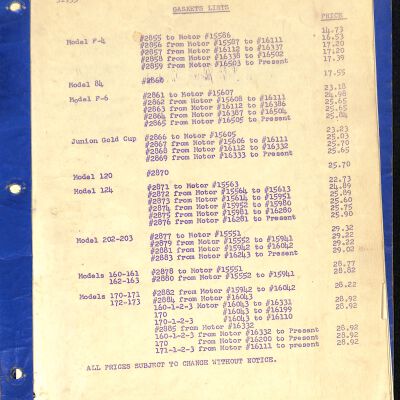 GASKETS LISTS
PRICE
Model F-4 #2855 to Motor #15586 14.73
#2856 from Motor #15587 to #16111 16.53
#2857 from Motor #16112 to #16337 17.20
#2858 from Motor #16338 to #16502 17.20
#2859 from Motor #16503 to Present 17.39
Model 84 #2860 17.55
Model F-6 #2861 to Motor #15607 23.18
#2862 from Motor #15608 to #16111 24.98
#2863 from Motor #16112 to #16386 25.65
#2864 from Motor #16387 to #16504 25.65
#2865 from Motor #16505 to Present 25.84
Junior Gold Cup #2866 to Motor #15605 23.23
#2867 from Motor #15606 to #16111 25.03
#2868 from Motor #16112 to #16332 25.70
#2869 from Motor #16333 to Present 25.65
Model 120 #2870 25.70
Model 124 #2871 to Motor #15563 22.73
#2872 from Motor #15564 to #15613 24.89
#2873 from Motor #15614 to #15951 25.89
#2874 from Motor #15952 to #15980 25.60
#2875 from Motor #15981 to #16280 25.75
#2876 from Motor #16281 to Present 25.90
Model 202-203 #2877 to Motor #15551 29.32
#2879 from Motor #15552 to #15941 29.22
#2881 from Motor #15942 to #16042 29.22
#2883 from Motor #16243 to Present 29.02
Models 160-161 #2878 to Motor #15551 28.77
162-163 #2880 from Motor #15552 to #15941 28.82
Models 170-171 #2882 from Motor #15942 to #16042 28.22
172-173 #2884 from Motor #16043
160-1-2-3 Motor #16043 to #16331 28.92
170 #16043 to #16199 28.92
170-1-2-3 #16043 to #16110 28.92
#2885 from Motor #16332
160-1-2-3 from Motor #16332 to Present 28.92
170 from Motor #16200 to Present 28.92
171-1-2-3 from Motor #16111 to present 28.92
ALL PRICES SUBJECT TO CHANGE WITHOUT NOTICE.